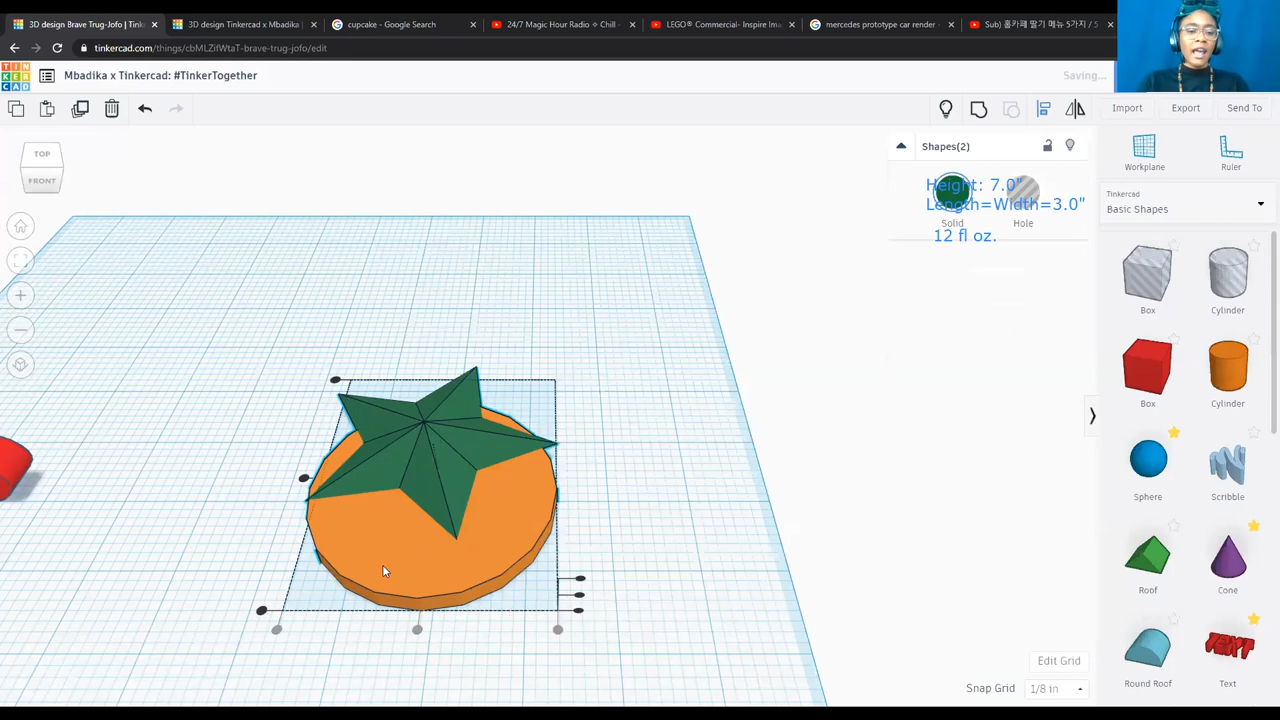 3D design Brave Trug-Jofo | Tink
3D design Tinkercad x Mbadika |
cupcake - Google Search
24/7 Magic Hour Radio ✧ Chill -
LEGO® Commercial- Inspire Ima
mercedes prototype car render -
Sub) 홈카페 딸기 메뉴 5가지 / 5
tinkercad.com/things/cbMLZifWtaT-brave-trug-jofo/edit
TIN
KER
CAD
Mbadika x Tinkercad: #TinkerTogether
Saving...
Import
Export
Send To
TOP
FRONT
Shapes(2)
Height: 7.0"
Length=Width=3.0"
Solid
Hole
12 fl oz.
Workplane
Ruler
Tinkercad
Basic Shapes
Box
Cylinder
Box
Cylinder
Sphere
Scribble
Roof
Cone
TEXT
Round Roof
Text
Edit Grid
Snap Grid
1/8 in